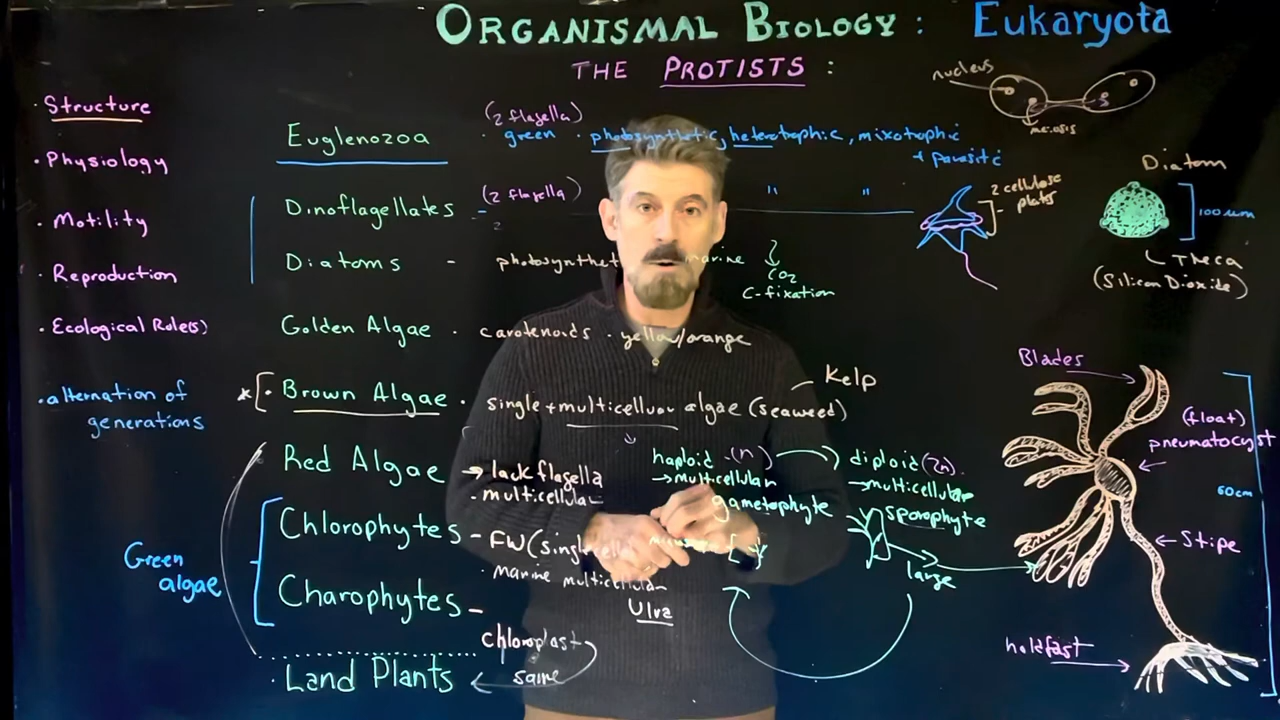 ORGANISMAL BIOLOGY : Eukaryota
THE PROTISTS :
· Structure
· Physiology
· Motility
· Reproduction
· Ecological Role(s)
· alternation of
generations
Green
algae
(2 flagella)
Euglenozoa · green · photosynthetic, heterotrophic, mixotrophic
+ parasitic
(2 flagella)
Dinoflagellates - " "
Diatoms -
CO2
C-fixation
Golden Algae · carotenoids · yellow/orange
* [ · Brown Algae · single + multicelluar algae (seaweed)
Kelp
Red Algae → lack flagella
- multicellular
haploid (n)
→ multicellular
gametophyte
diploid (2n)
→ multicellular
sporophyte
large
Chlorophytes - FW
· marine multicellular
Ulva
Charophytes -
chloroplast
same
· Land Plants
nucleus
meiosis
2 cellulose
plates
Diatom
100 um
Theca
(Silicon Dioxide)
Blades
(float)
pneumatocyst
60cm
Stipe
holdfast